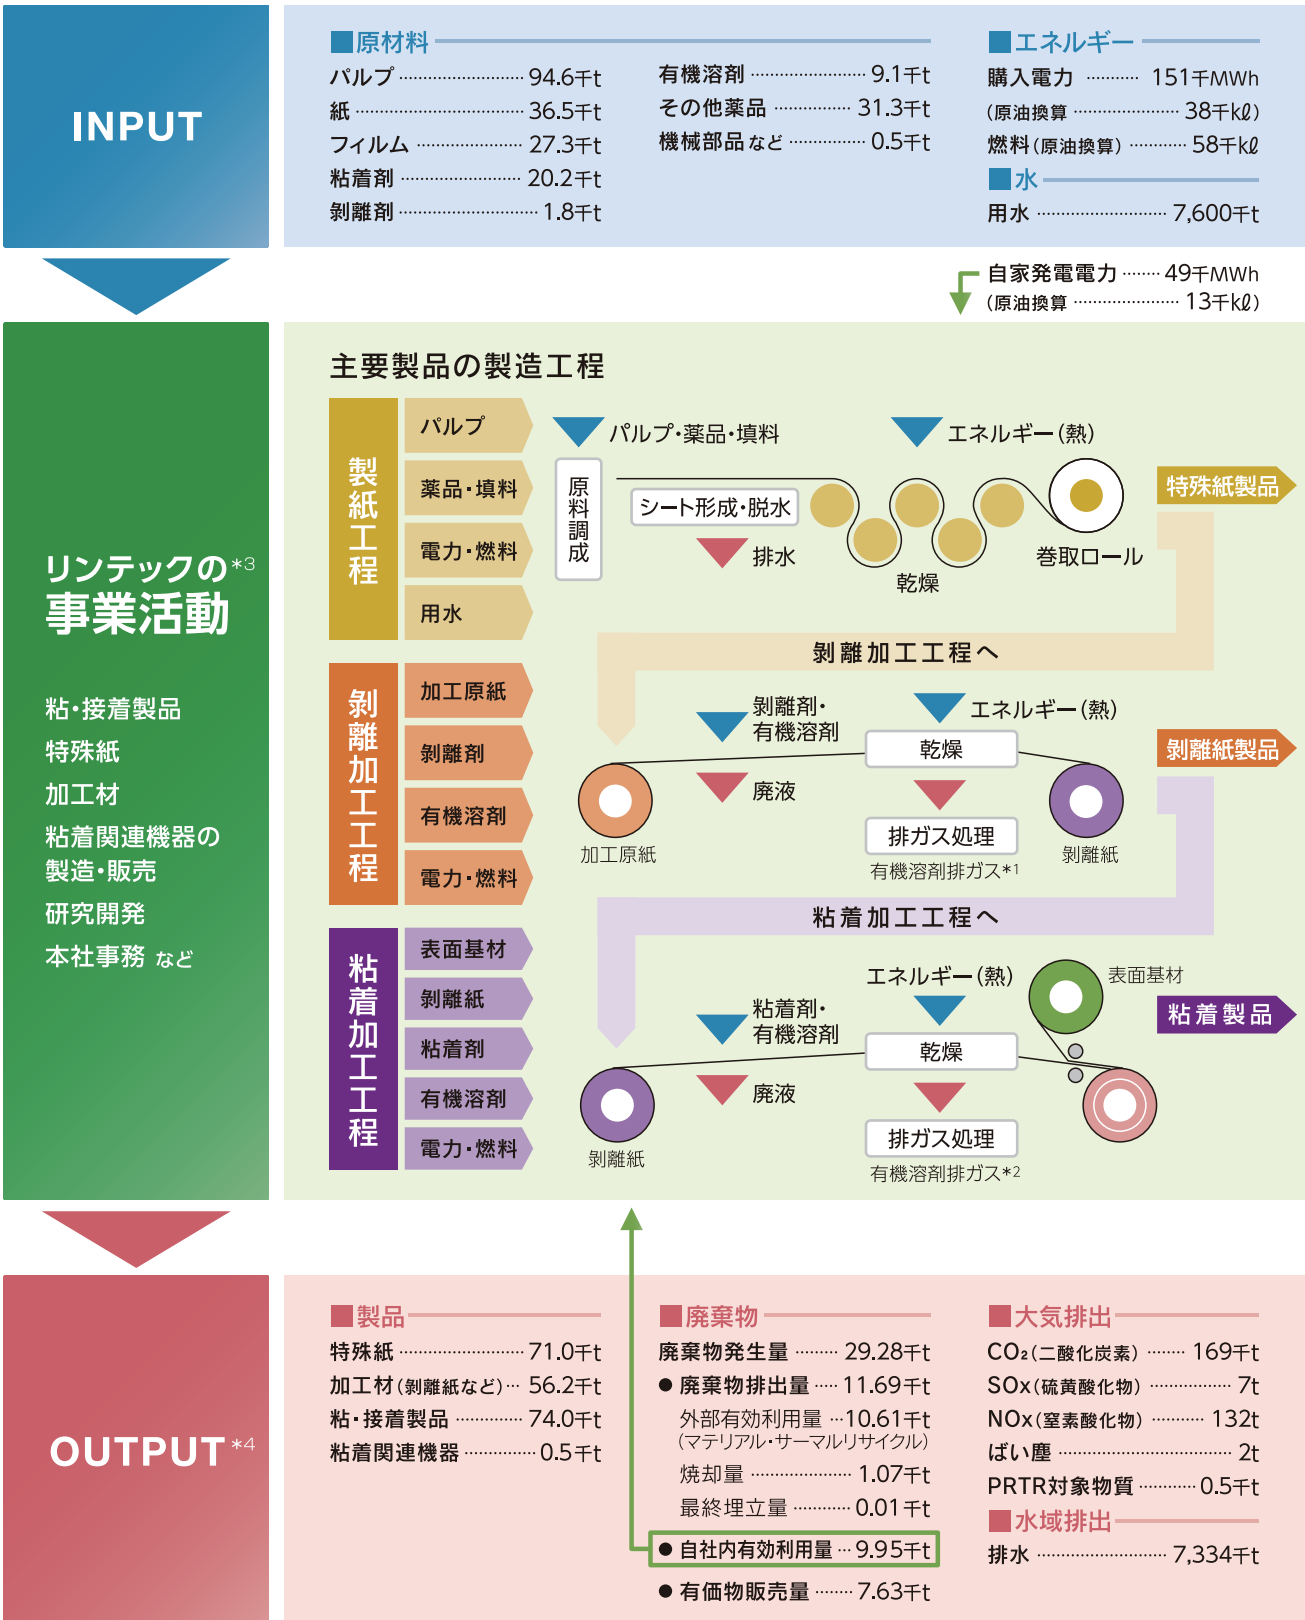 INPUT
■原材料
パルプ ………… 94.6千t
紙 ………… 36.5千t
フィルム ………… 27.3千t
粘着剤 ………… 20.2千t
剝離剤 ………… 1.8千t
有機溶剤 ………… 9.1千t
その他薬品 ………… 31.3千t
機械部品 など ………… 0.5千t
■エネルギー
購入電力 ………… 151千MWh
(原油換算 ………… 38千kℓ)
燃料(原油換算) ………… 58千kℓ
■水
用水 ………… 7,600千t
自家発電電力 ……… 49千MWh
(原油換算 ………… 13千kℓ)
リンテックの*3
事業活動
粘・接着製品
特殊紙
加工材
粘着関連機器の
製造・販売
研究開発
本社事務 など
主要製品の製造工程
製紙工程
パルプ
薬品・填料
電力・燃料
用水
パルプ・薬品・填料
エネルギー(熱)
原料調成
シート形成・脱水
排水
乾燥
巻取ロール
特殊紙製品
剝離加工工程へ
剝離加工工程
加工原紙
剝離剤
有機溶剤
電力・燃料
剝離剤・
有機溶剤
エネルギー(熱)
乾燥
廃液
排ガス処理
有機溶剤排ガス*1
加工原紙
剝離紙
剝離紙製品
粘着加工工程へ
粘着加工工程
表面基材
剝離紙
粘着剤
有機溶剤
電力・燃料
粘着剤・
有機溶剤
エネルギー(熱)
表面基材
乾燥
廃液
排ガス処理
有機溶剤排ガス*2
剝離紙
粘着製品
OUTPUT*4
■製品
特殊紙 ………… 71.0千t
加工材(剝離紙など) … 56.2千t
粘・接着製品 ………… 74.0千t
粘着関連機器 ………… 0.5千t
■廃棄物
廃棄物発生量 ……… 29.28千t
● 廃棄物排出量 …… 11.69千t
外部有効利用量 … 10.61千t
(マテリアル・サーマルリサイクル)
焼却量 ………… 1.07千t
最終埋立量 ………… 0.01千t
● 自社内有効利用量 … 9.95千t
● 有価物販売量 ……… 7.63千t
■大気排出
CO₂(二酸化炭素) ……… 169千t
SOx(硫黄酸化物) ………… 7t
NOx(窒素酸化物) ………… 132t
ばい塵 ………… 2t
PRTR対象物質 ………… 0.5千t
■水域排出
排水 ………… 7,334千t